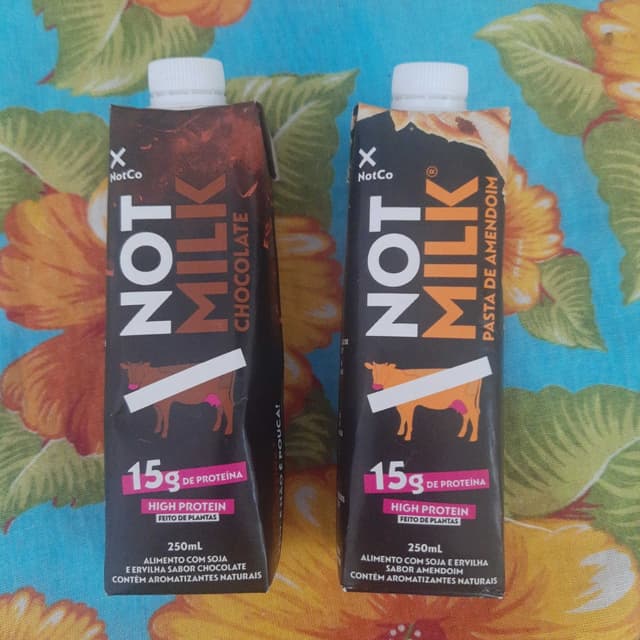 NotCo
NOT
MILK
CHOCOLATE
15g DE PROTEÍNA
HIGH PROTEIN
FEITO DE PLANTAS
250mL
ALIMENTO COM SOJA
E ERVILHA SABOR CHOCOLATE
CONTÉM AROMATIZANTES NATURAIS
NotCo
NOT
MILK®
PASTA DE AMENDOIM
15g DE PROTEÍNA
HIGH PROTEIN
FEITO DE PLANTAS
250mL
ALIMENTO COM SOJA E ERVILHA
SABOR AMENDOIM
CONTÉM AROMATIZANTES NATURAIS